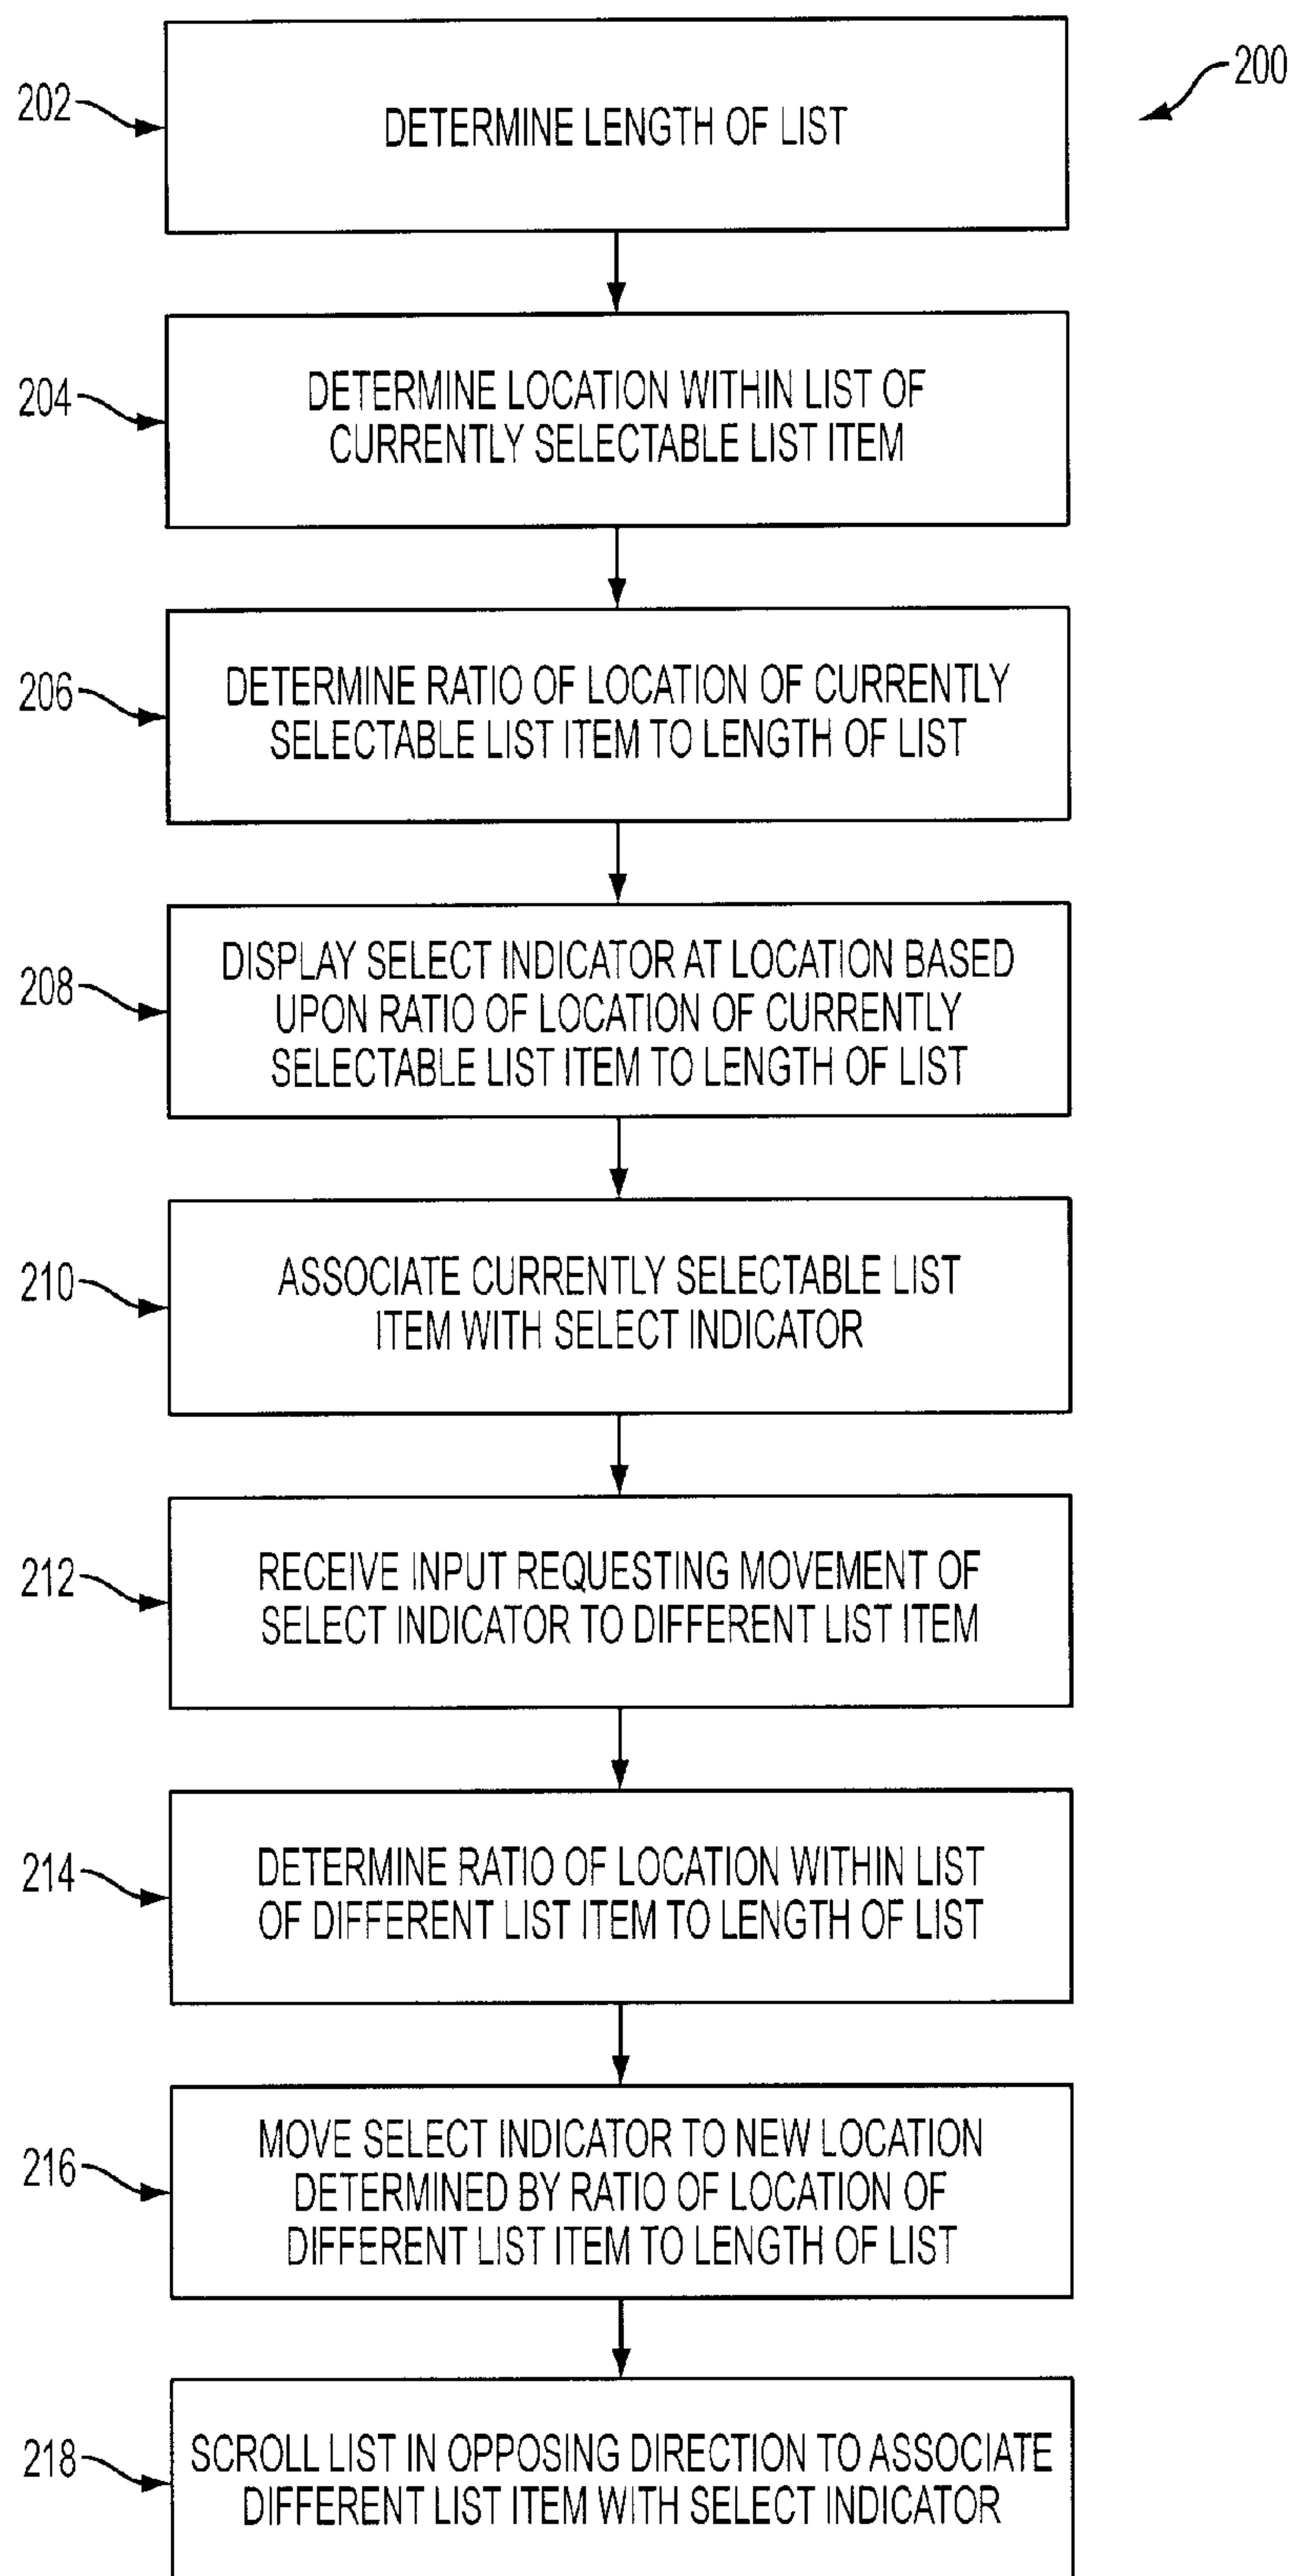 200
202
DETERMINE LENGTH OF LIST
204
DETERMINE LOCATION WITHIN LIST OF
CURRENTLY SELECTABLE LIST ITEM
206
DETERMINE RATIO OF LOCATION OF CURRENTLY
SELECTABLE LIST ITEM TO LENGTH OF LIST
208
DISPLAY SELECT INDICATOR AT LOCATION BASED
UPON RATIO OF LOCATION OF CURRENTLY
SELECTABLE LIST ITEM TO LENGTH OF LIST
210
ASSOCIATE CURRENTLY SELECTABLE LIST
ITEM WITH SELECT INDICATOR
212
RECEIVE INPUT REQUESTING MOVEMENT OF
SELECT INDICATOR TO DIFFERENT LIST ITEM
214
DETERMINE RATIO OF LOCATION WITHIN LIST
OF DIFFERENT LIST ITEM TO LENGTH OF LIST
216
MOVE SELECT INDICATOR TO NEW LOCATION
DETERMINED BY RATIO OF LOCATION OF
DIFFERENT LIST ITEM TO LENGTH OF LIST
218
SCROLL LIST IN OPPOSING DIRECTION TO ASSOCIATE
DIFFERENT LIST ITEM WITH SELECT INDICATOR